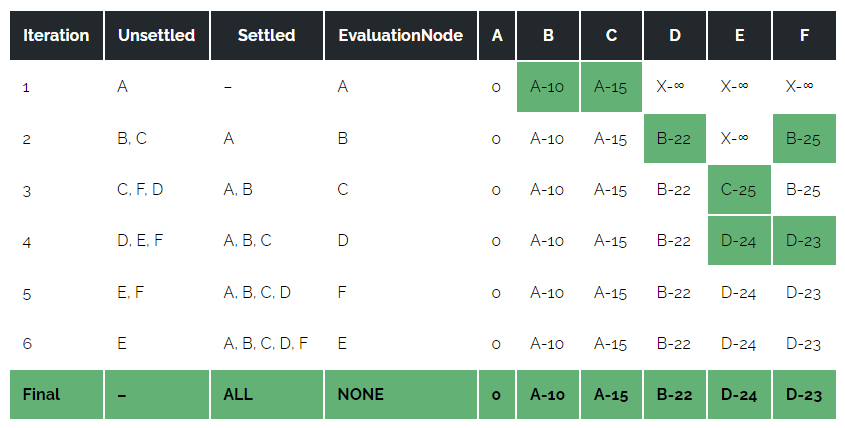 Iteration Unsettled Settled EvaluationNode A B C D E F
1 A – A 0 A-10 A-15 X-∞ X-∞ X-∞
2 B, C A B 0 A-10 A-15 B-22 X-∞ B-25
3 C, F, D A, B C 0 A-10 A-15 B-22 C-25 B-25
4 D, E, F A, B, C D 0 A-10 A-15 B-22 D-24 D-23
5 E, F A, B, C, D F 0 A-10 A-15 B-22 D-24 D-23
6 E A, B, C, D, F E 0 A-10 A-15 B-22 D-24 D-23
Final – ALL NONE 0 A-10 A-15 B-22 D-24 D-23